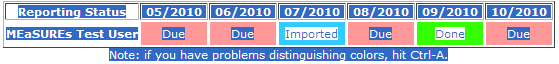 Reporting Status 05/2010 06/2010 07/2010 08/2010 09/2010 10/2010
MEaSUREs Test User Due Due Imported Due Done Due
Note: if you have problems distinguishing colors, hit Ctrl-A.